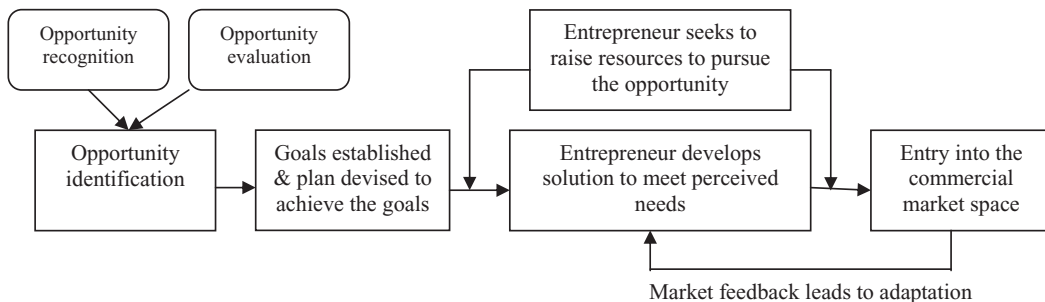 Opportunity
recognition
Opportunity
evaluation
Entrepreneur seeks to
raise resources to pursue
the opportunity
Opportunity
identification
Goals established
& plan devised to
achieve the goals
Entrepreneur develops
solution to meet perceived
needs
Entry into the
commercial
market space
Market feedback leads to adaptation